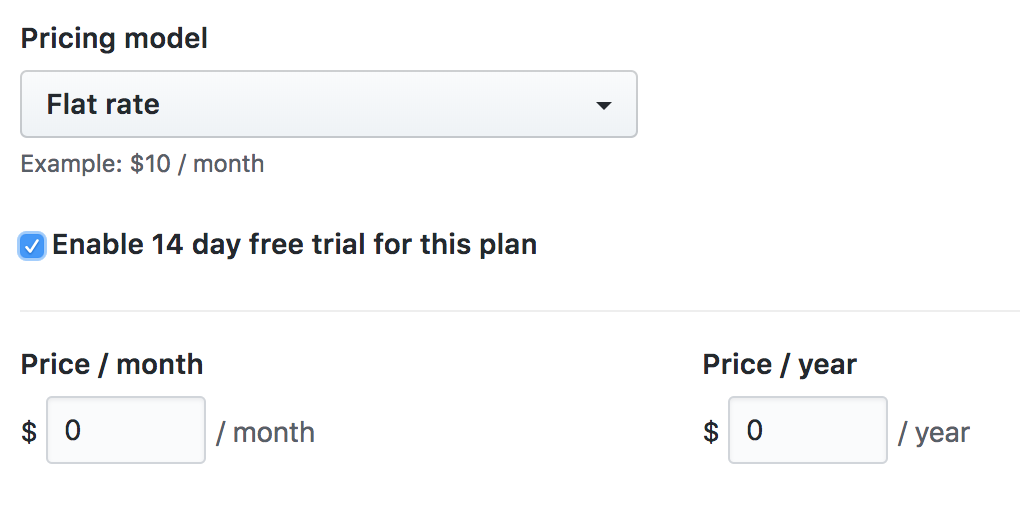 Pricing model
Flat rate
Example: $10 / month
Enable 14 day free trial for this plan
Price / month
Price / year
$ 0 / month
$ 0 / year